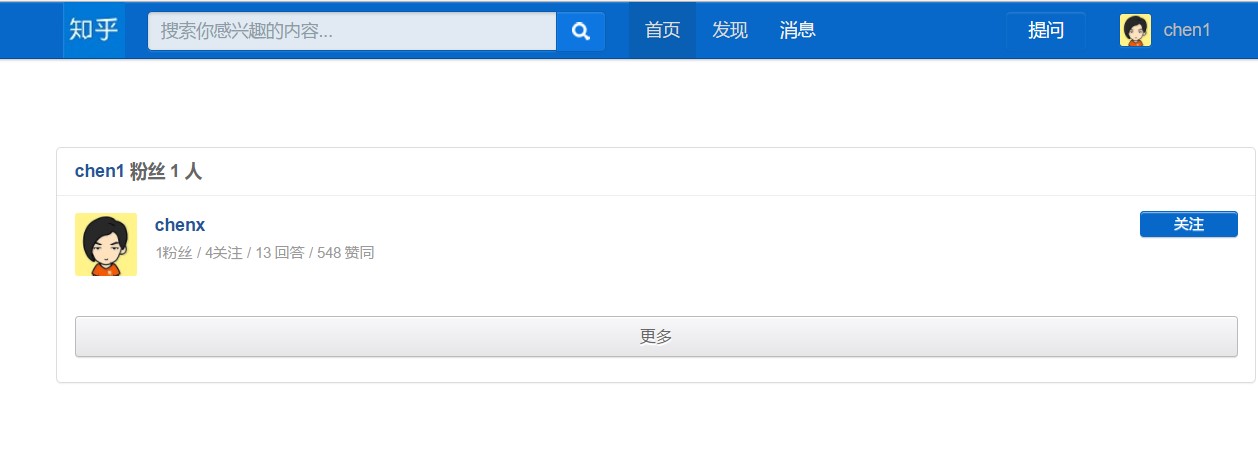 知乎 搜索你感兴趣的内容... 首页 发现 消息 提问 chen1
chen1 粉丝 1 人
chenx 关注
1粉丝 / 4关注 / 13 回答 / 548 赞同
更多